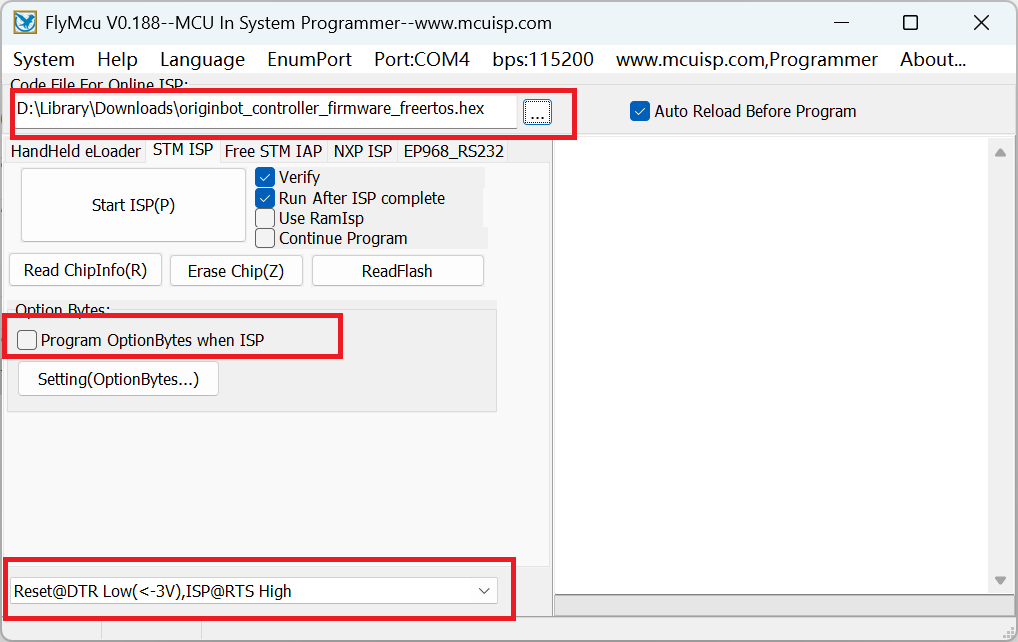 FlyMcu V0.188--MCU In System Programmer--www.mcuisp.com
System Help Language EnumPort Port:COM4 bps:115200 www.mcuisp.com,Programmer About...
Code File For Online ISP:
D:\Library\Downloads\originbot_controller_firmware_freertos.hex ... Auto Reload Before Program
HandHeld eLoader STM ISP Free STM IAP NXP ISP EP968_RS232
Start ISP(P)
Verify
Run After ISP complete
Use RamIsp
Continue Program
Read ChipInfo(R) Erase Chip(Z) ReadFlash
Option Bytes:
Program OptionBytes when ISP
Setting(OptionBytes...)
Reset@DTR Low(<-3V),ISP@RTS High